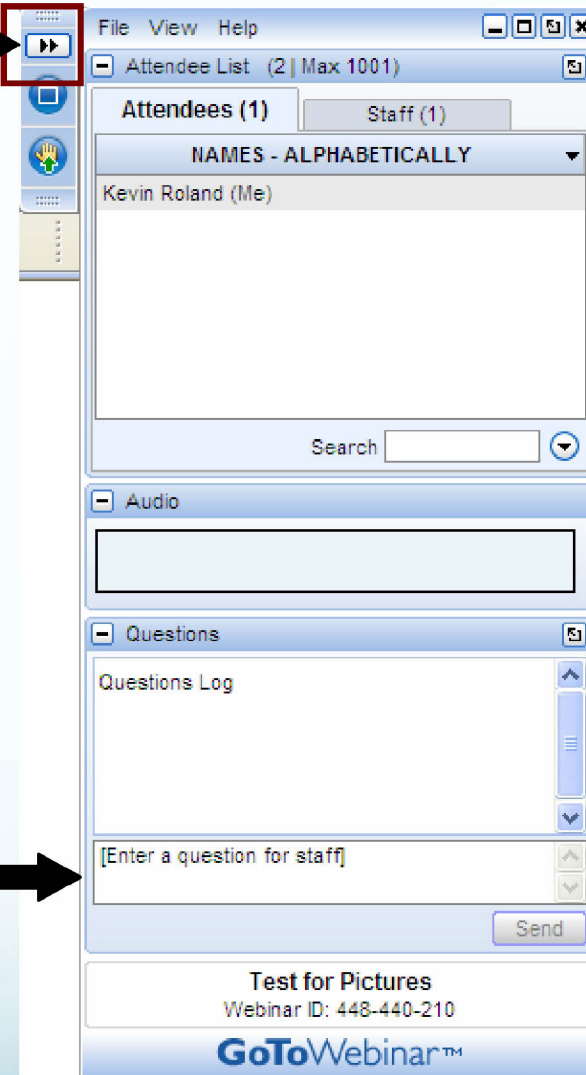 File View Help
Attendee List (2 | Max 1001)
Attendees (1) Staff (1)
NAMES - ALPHABETICALLY
Kevin Roland (Me)
Search
Audio
Questions
Questions Log
[Enter a question for staff]
Send
Test for Pictures
Webinar ID: 448-440-210
GoToWebinar™